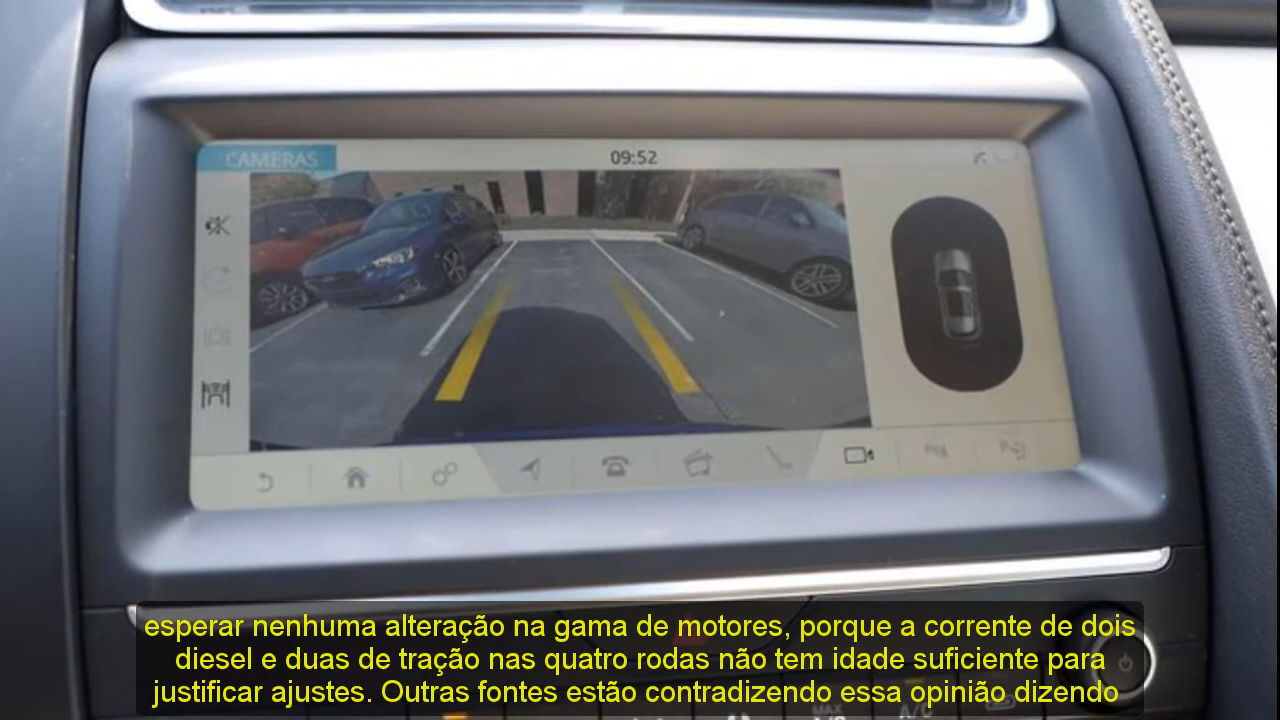 CAMERAS
09:52
esperar nenhuma alteração na gama de motores, porque a corrente de dois
diesel e duas de tração nas quatro rodas não tem idade suficiente para
justificar ajustes. Outras fontes estão contradizendo essa opinião dizendo
MAX
A/C
A/C